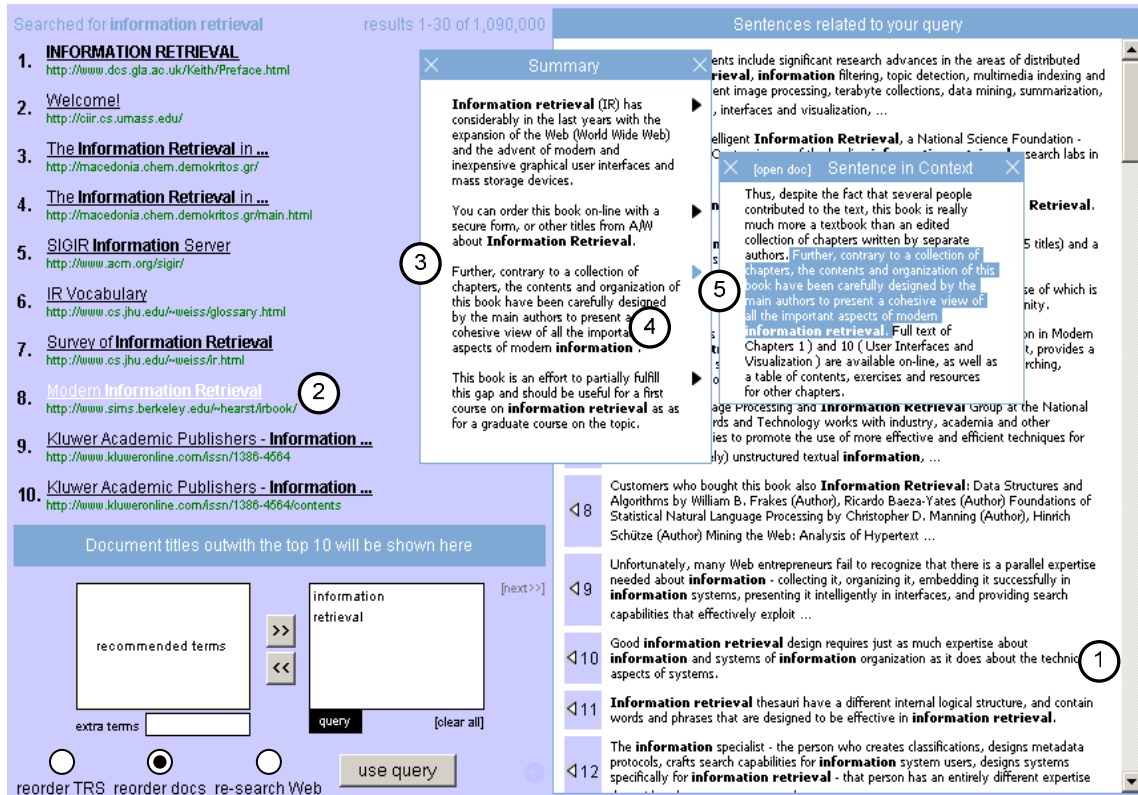 Searched for information retrieval
results 1-30 of 1,090,000
1. INFORMATION RETRIEVAL
http://www.dcs.gla.ac.uk/Keith/Preface.html
2. Welcome!
http://ciir.cs.umass.edu/
3. The Information Retrieval in ...
http://macedonia.chem.demokritos.gr/
4. The Information Retrieval in ...
http://macedonia.chem.demokritos.gr/main.html
5. SIGIR Information Server
http://www.acm.org/sigir/
6. IR Vocabulary
http://www.cs.jhu.edu/~weiss/glossary.html
7. Survey of Information Retrieval
http://www.cs.jhu.edu/~weiss/ir.html
8. Modern Information Retrieval
http://www.sims.berkeley.edu/~hearst/irbook/
2
9. Kluwer Academic Publishers - Information ...
http://www.kluweronline.com/issn/1386-4564
10. Kluwer Academic Publishers - Information ...
http://www.kluweronline.com/issn/1386-4564/contents
Document titles outwith the top 10 will be shown here
recommended terms
>>
<<
information
retrieval
[next>>]
extra terms
query
[clear all]
reorder TRS reorder docs re-search Web
use query
Summary
Information retrieval (IR) has
considerably in the last years with the
expansion of the Web (World Wide Web)
and the advent of modern and
inexpensive graphical user interfaces and
mass storage devices.
You can order this book on-line with a
secure form, or other titles from A/W
about Information Retrieval.
3
Further, contrary to a collection of
chapters, the contents and organization of
this book have been carefully designed
by the main authors to present a
cohesive view of all the importa
aspects of modern information .
4
This book is an effort to partially fulfill
this gap and should be useful for a first
course on information retrieval as as
for a graduate course on the topic.
Sentences related to your query
ents include significant research advances in the areas of distributed
rieval, information filtering, topic detection, multimedia indexing and
ent image processing, terabyte collections, data mining, summarization,
, interfaces and visualization, ...
elligent Information Retrieval, a National Science Foundation -
search labs in
Retrieval.
5 titles) and a
se of which is
nity.
on in Modern
t, provides a
rching,
[open doc] Sentence in Context
Thus, despite the fact that several people
contributed to the text, this book is really
much more a textbook than an edited
collection of chapters written by separate
authors. Further, contrary to a collection of
chapters, the contents and organization of this
book have been carefully designed by the
main authors to present a cohesive view of
all the important aspects of modern
information retrieval. Full text of
Chapters 1 ) and 10 ( User Interfaces and
Visualization ) are available on-line, as well as
a table of contents, exercises and resources
for other chapters.
5
age Processing and Information Retrieval Group at the National
rds and Technology works with industry, academia and other
ies to promote the use of more effective and efficient techniques for
ely) unstructured textual information, ...
8 Customers who bought this book also Information Retrieval: Data Structures and
Algorithms by William B. Frakes (Author), Ricardo Baeza-Yates (Author) Foundations of
Statistical Natural Language Processing by Christopher D. Manning (Author), Hinrich
Schütze (Author) Mining the Web: Analysis of Hypertext ...
9 Unfortunately, many Web entrepreneurs fail to recognize that there is a parallel expertise
needed about information - collecting it, organizing it, embedding it successfully in
information systems, presenting it intelligently in interfaces, and providing search
capabilities that effectively exploit ...
10 Good information retrieval design requires just as much expertise about
information and systems of information organization as it does about the technic
aspects of systems.
1
11 Information retrieval thesauri have a different internal logical structure, and contain
words and phrases that are designed to be effective in information retrieval.
12 The information specialist - the person who creates classifications, designs metadata
protocols, crafts search capabilities for information system users, designs systems
specifically for information retrieval - that person has an entirely different expertise